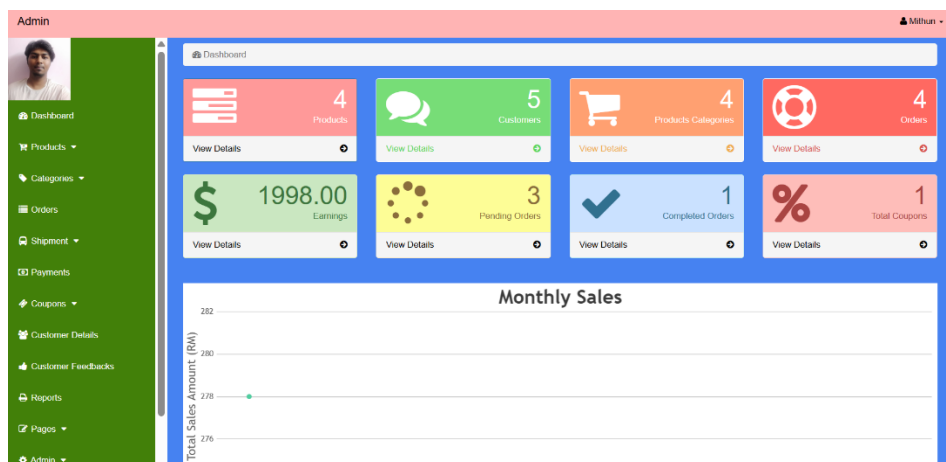 Admin
Mithun
Dashboard
Products
Categories
Orders
Shipment
Payments
Coupons
Customer Details
Customer Feedbacks
Reports
Pages
Admin
Dashboard
4
Products
View Details
5
Customers
View Details
4
Products Categories
View Details
4
Orders
View Details
$ 1998.00
Earnings
View Details
3
Pending Orders
View Details
1
Completed Orders
View Details
% 1
Total Coupons
View Details
Monthly Sales
Total Sales Amount (RM)
282
280
278
276